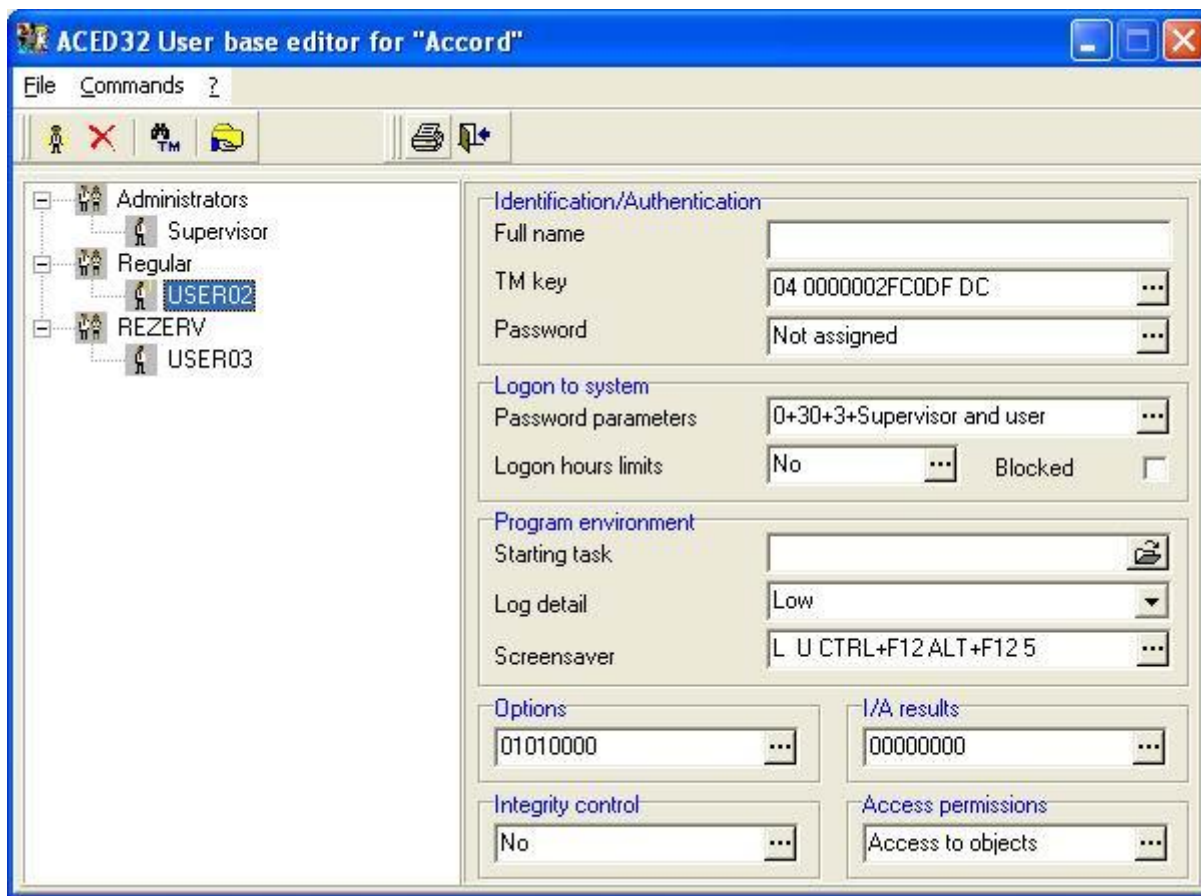 ACED32 User base editor for "Accord"
File Commands ?
TM
Administrators
Supervisor
Regular
USER02
REZERV
USER03
Identification/Authentication
Full name
TM key 04 0000002FC0DF DC ...
Password Not assigned ...
Logon to system
Password parameters 0+30+3+Supervisor and user ...
Logon hours limits No ... Blocked
Program environment
Starting task
Log detail Low
Screensaver L U CTRL+F12 ALT+F12 5 ...
Options I/A results
01010000 ... 00000000 ...
Integrity control Access permissions
No ... Access to objects ...